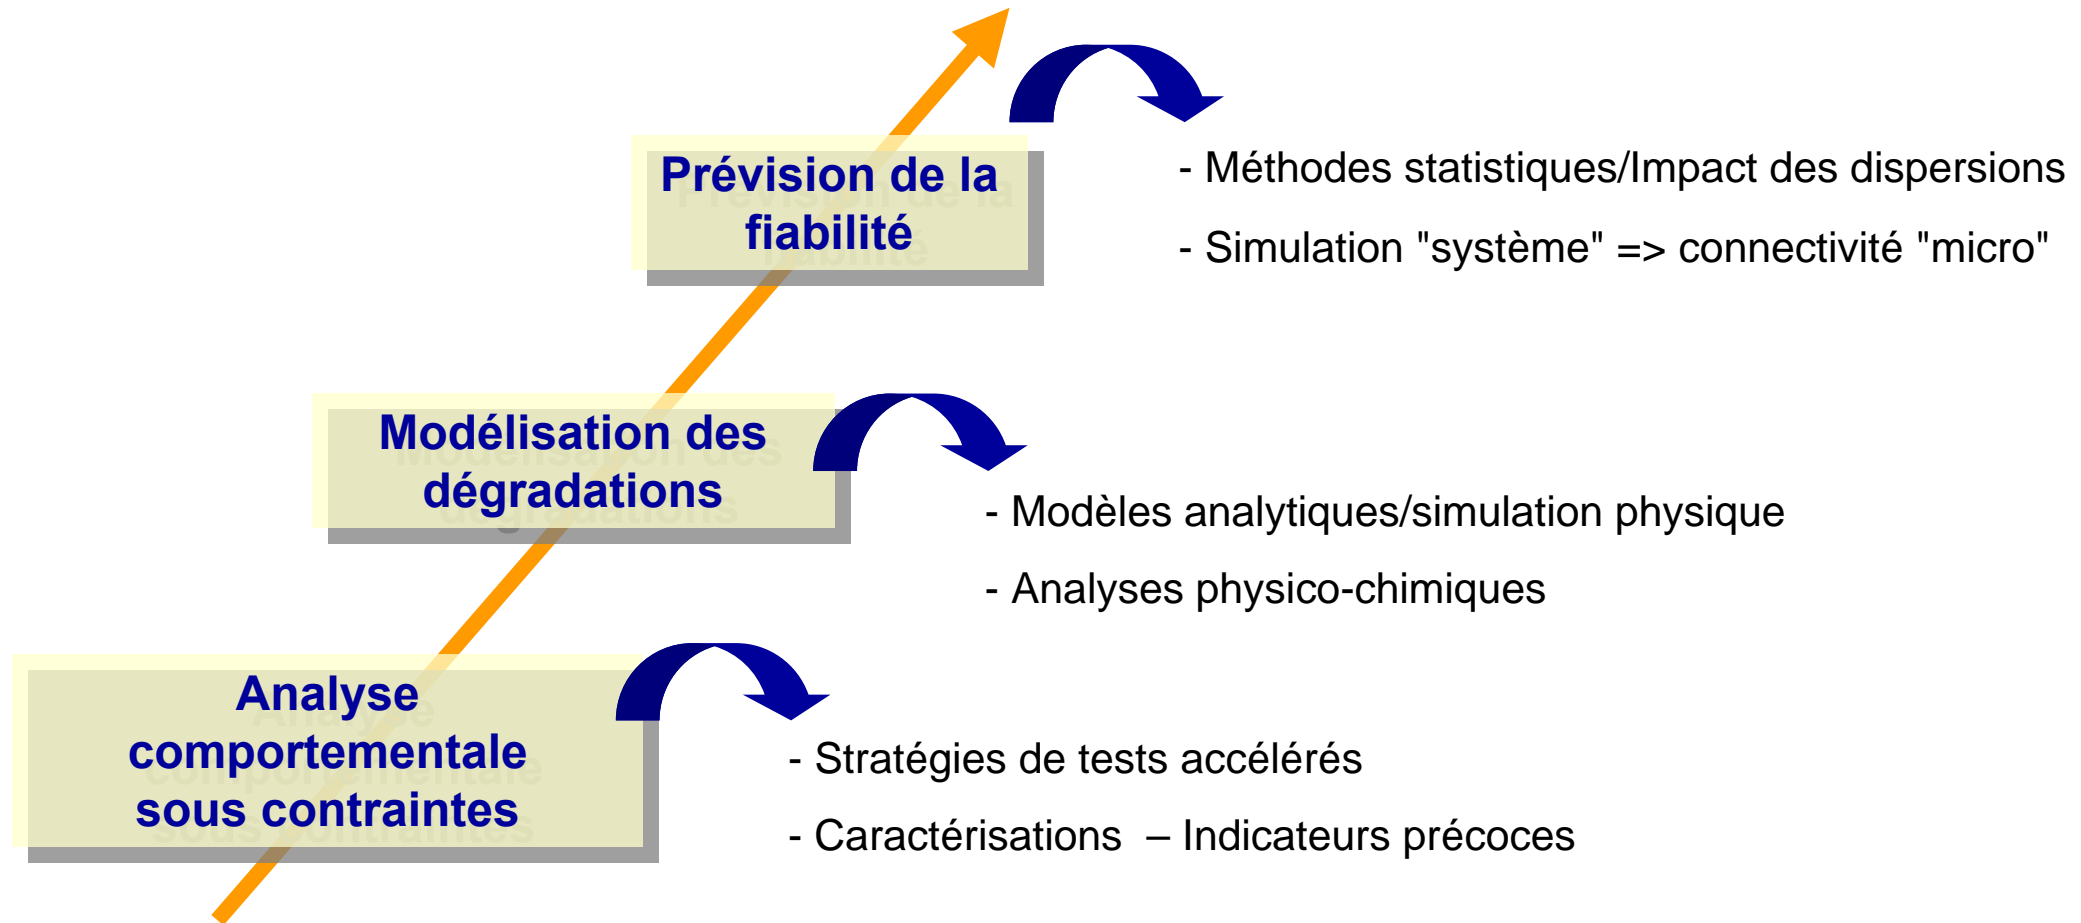 Prévision de la
fiabilité
- Méthodes statistiques/Impact des dispersions
- Simulation "système" => connectivité "micro"
Modélisation des
dégradations
- Modèles analytiques/simulation physique
- Analyses physico-chimiques
Analyse
comportementale
sous contraintes
- Stratégies de tests accélérés
- Caractérisations – Indicateurs précoces